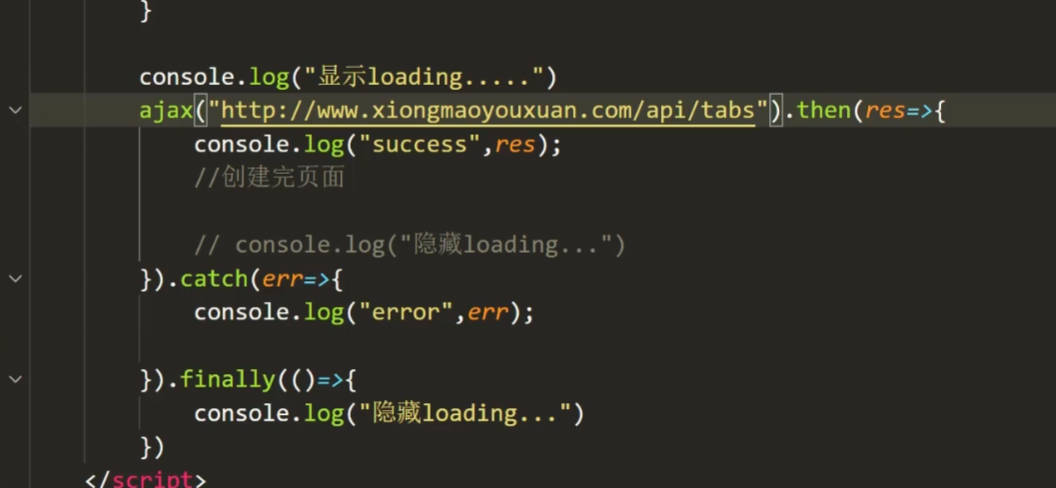 }
console.log("显示loading.....")
ajax("http://www.xiongmaoyouxuan.com/api/tabs").then(res=>{
console.log("success",res);
//创建完页面
// console.log("隐藏loading...")
}).catch(err=>{
console.log("error",err);
}).finally(()=>{
console.log("隐藏loading...")
})
</script>